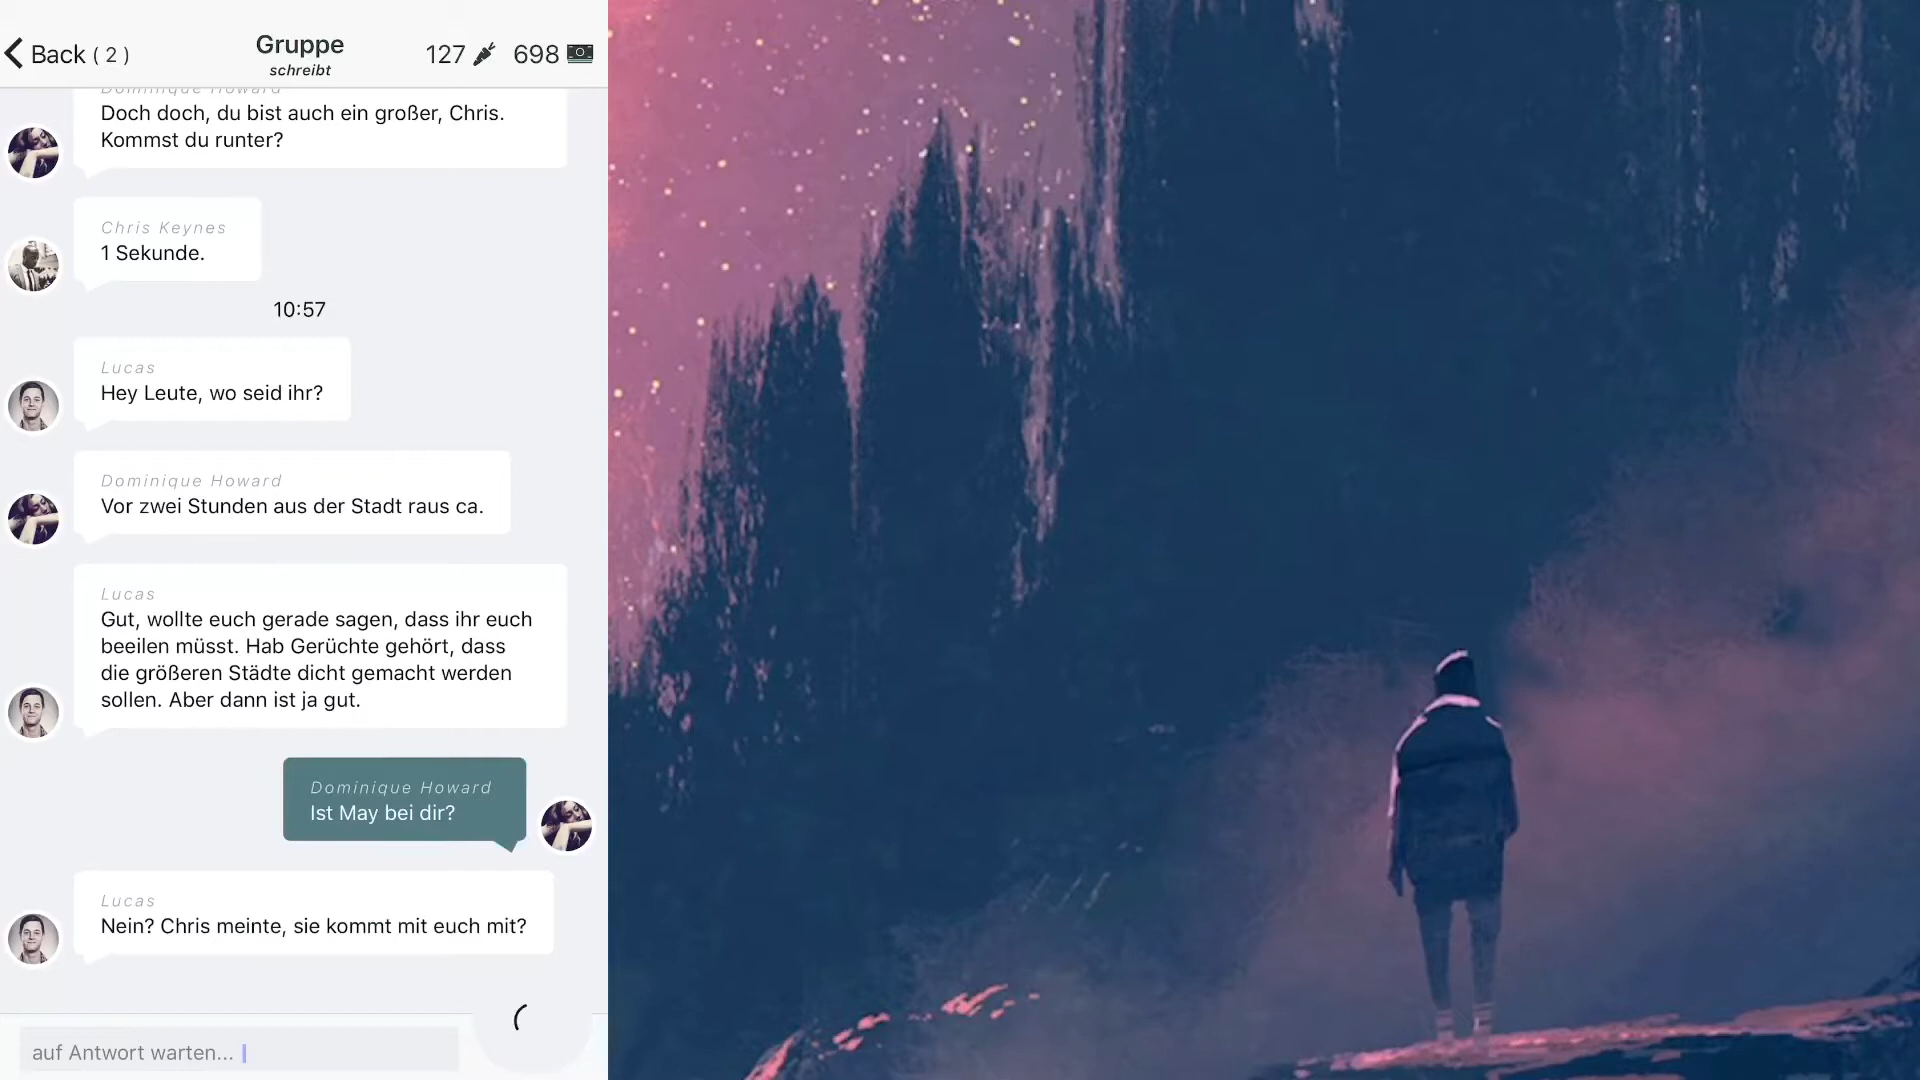 Back ( 2 )
Gruppe
schreibt
127
698
Dominique Howard
Doch doch, du bist auch ein großer, Chris.
Kommst du runter?
Chris Keynes
1 Sekunde.
10:57
Lucas
Hey Leute, wo seid ihr?
Dominique Howard
Vor zwei Stunden aus der Stadt raus ca.
Lucas
Gut, wollte euch gerade sagen, dass ihr euch
beeilen müsst. Hab Gerüchte gehört, dass
die größeren Städte dicht gemacht werden
sollen. Aber dann ist ja gut.
Dominique Howard
Ist May bei dir?
Lucas
Nein? Chris meinte, sie kommt mit euch mit?
auf Antwort warten...